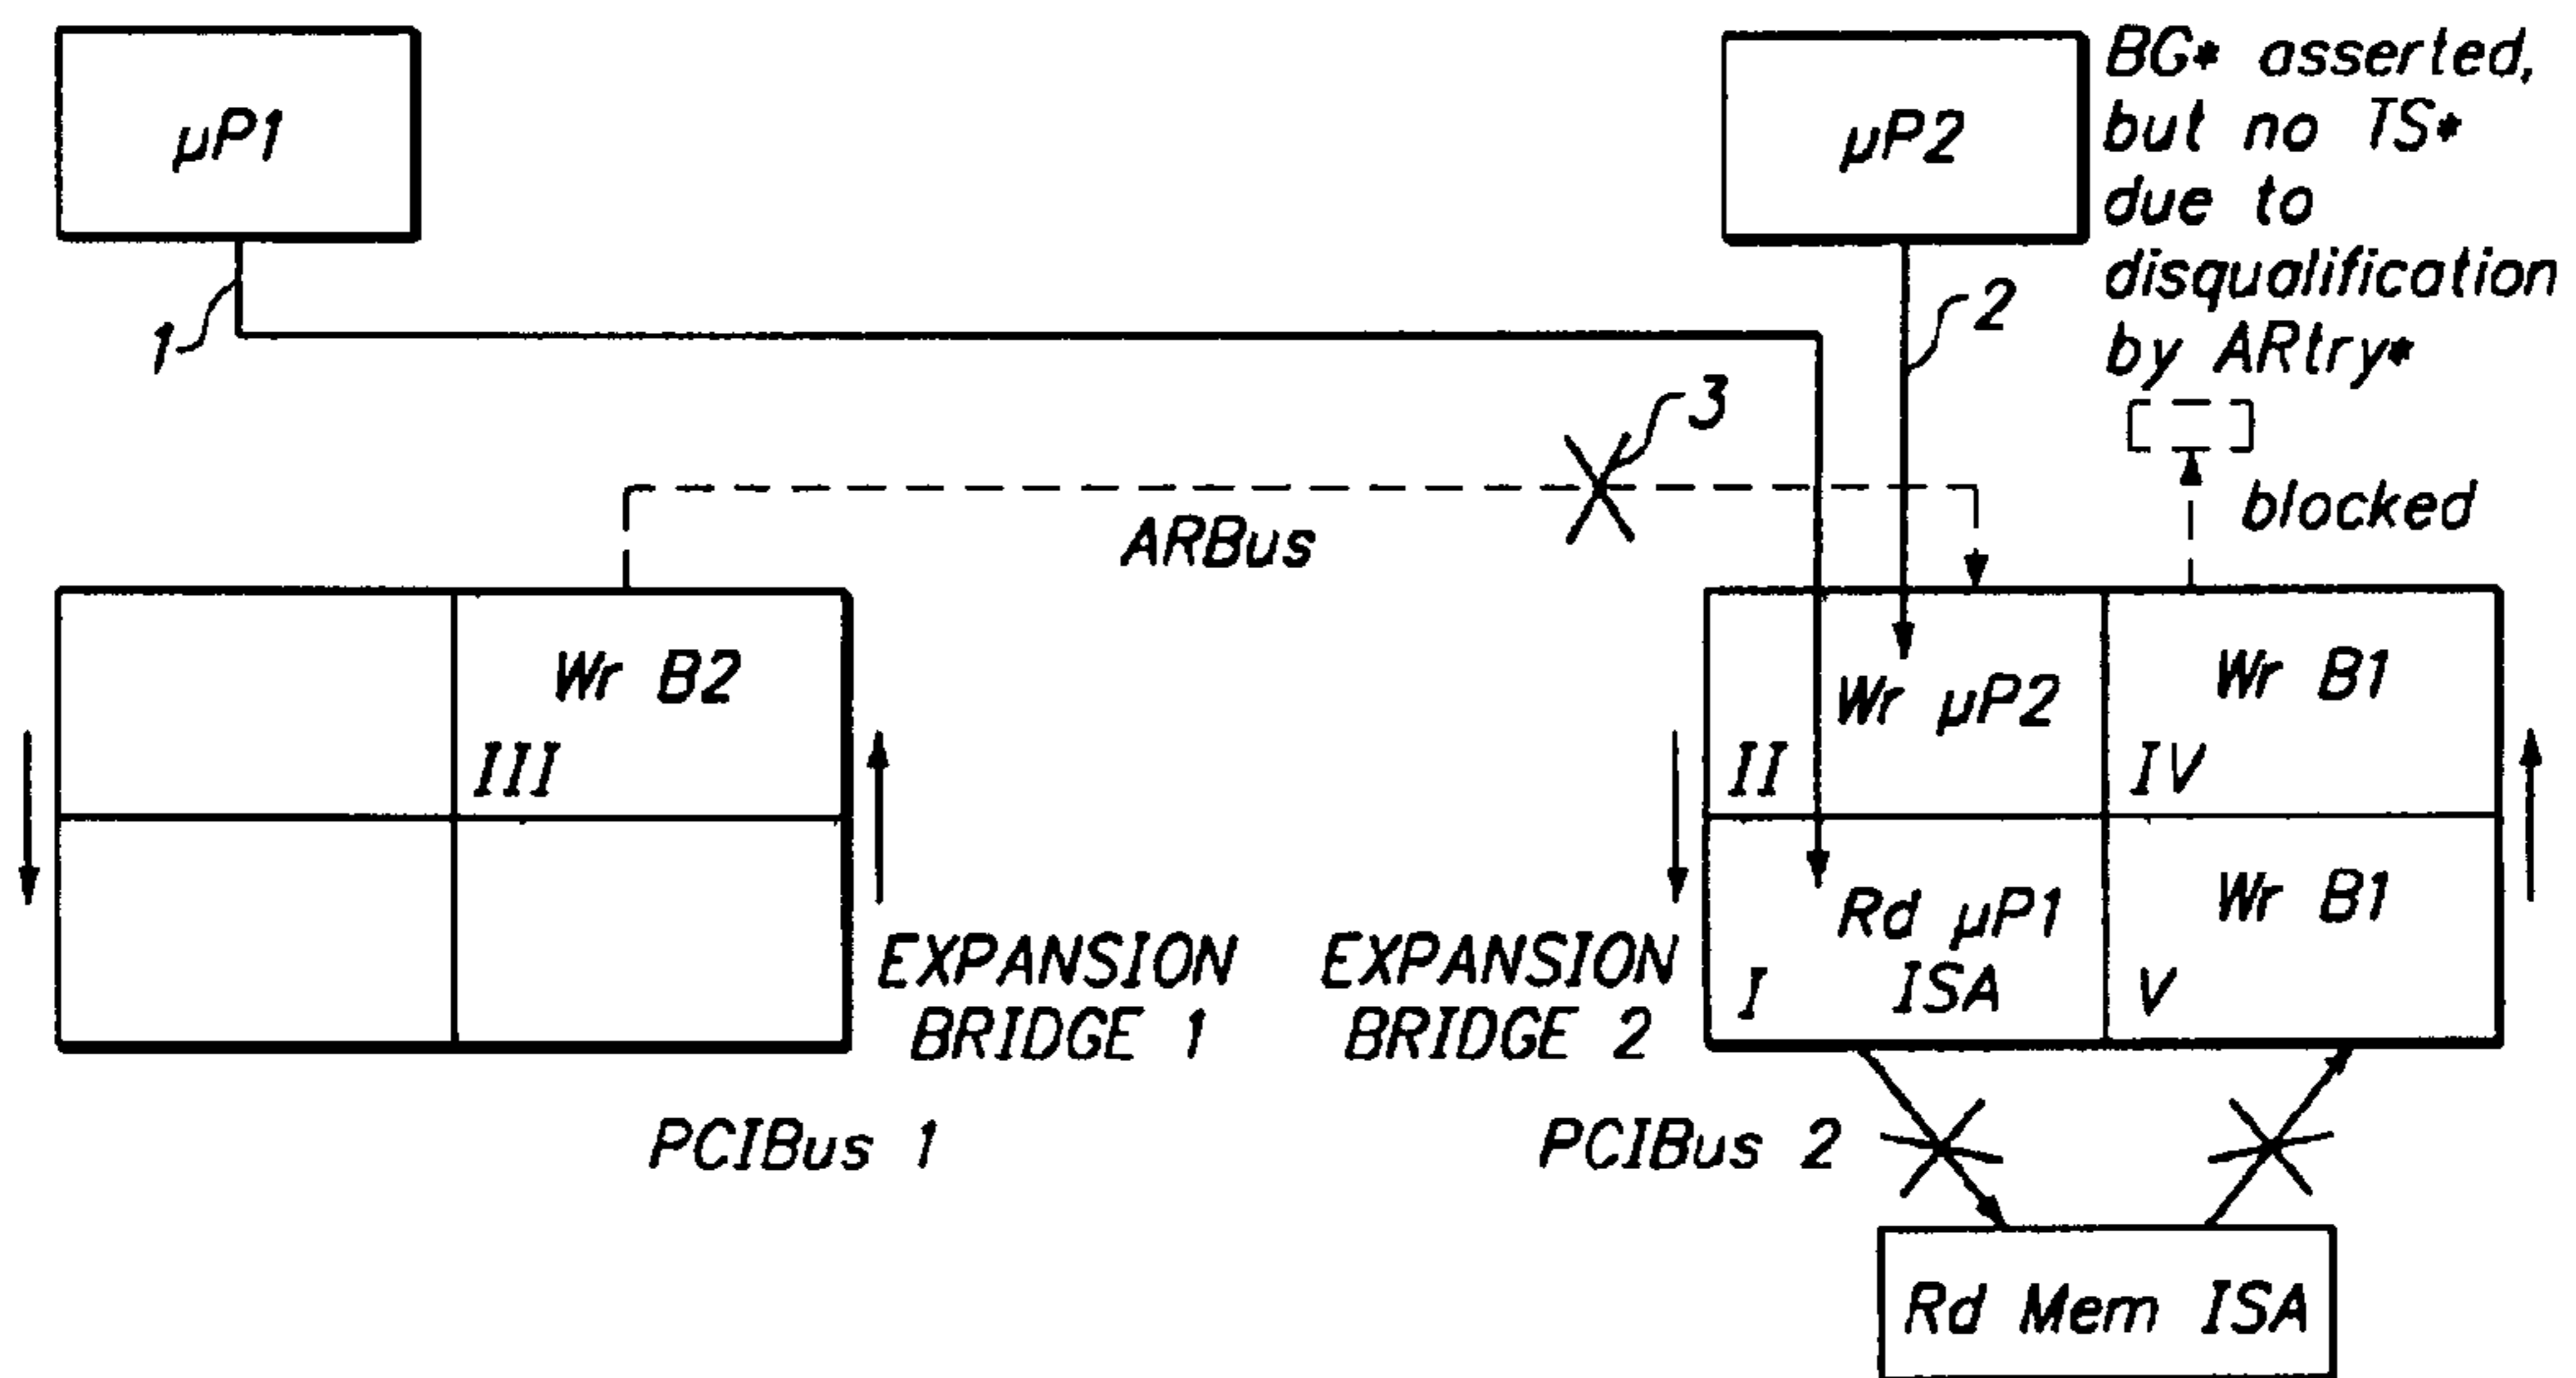 µP1
µP2
BG* asserted,
but no TS*
due to
disqualification
by ARtry*
1
2
3
ARBus
blocked
Wr B2
III
Wr µP2
II
Wr B1
IV
Rd µP1
ISA
I
Wr B1
V
EXPANSION
BRIDGE 1
EXPANSION
BRIDGE 2
PCIBus 1
PCIBus 2
Rd Mem ISA